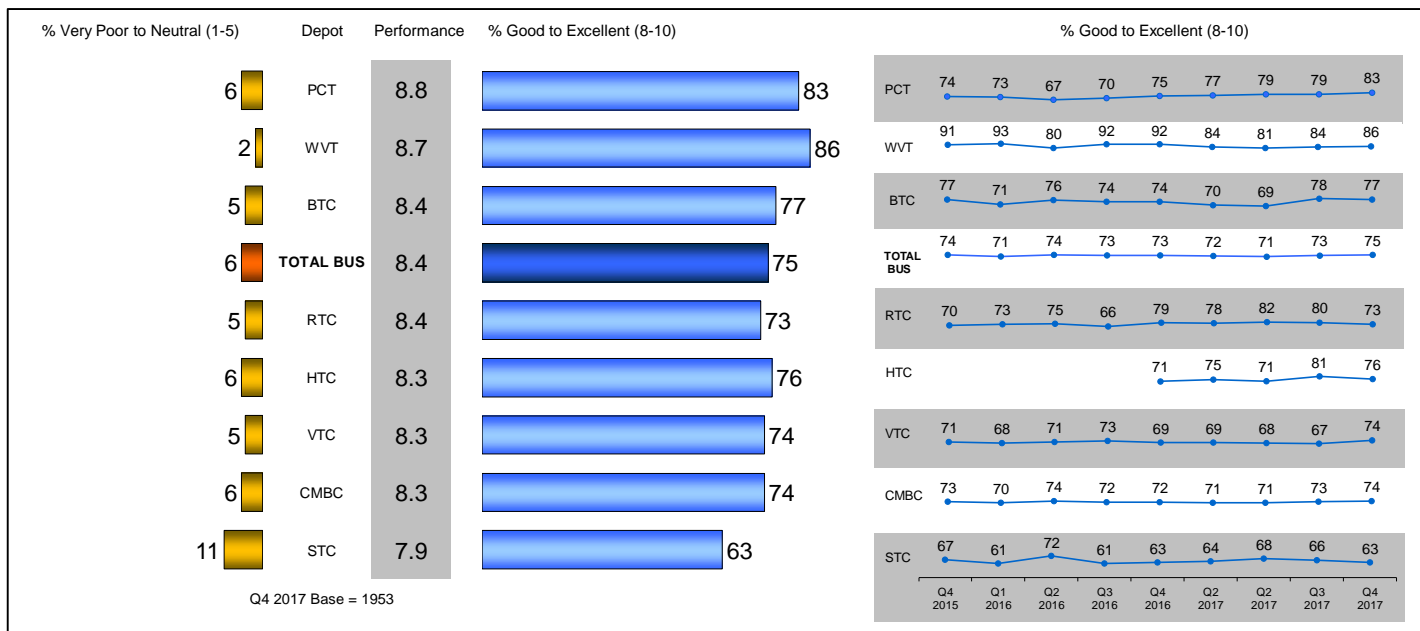 % Very Poor to Neutral (1-5) Depot Performance % Good to Excellent (8-10)
6 PCT 8.8 83
2 WVT 8.7 86
5 BTC 8.4 77
6 TOTAL BUS 8.4 75
5 RTC 8.4 73
6 HTC 8.3 76
5 VTC 8.3 74
6 CMBC 8.3 74
11 STC 7.9 63
Q4 2017 Base = 1953
% Good to Excellent (8-10)
PCT 74 73 67 70 75 77 79 79 83
WVT 91 93 80 92 92 84 81 84 86
BTC 77 71 76 74 74 70 69 78 77
TOTAL BUS 74 71 74 73 73 72 71 73 75
RTC 70 73 75 66 79 78 82 80 73
HTC 71 75 71 81 76
VTC 71 68 71 73 69 69 68 67 74
CMBC 73 70 74 72 72 71 71 73 74
STC 67 61 72 61 63 64 68 66 63
Q4 Q1 Q2 Q3 Q4 Q2 Q2 Q3 Q4
2015 2016 2016 2016 2016 2017 2017 2017 2017